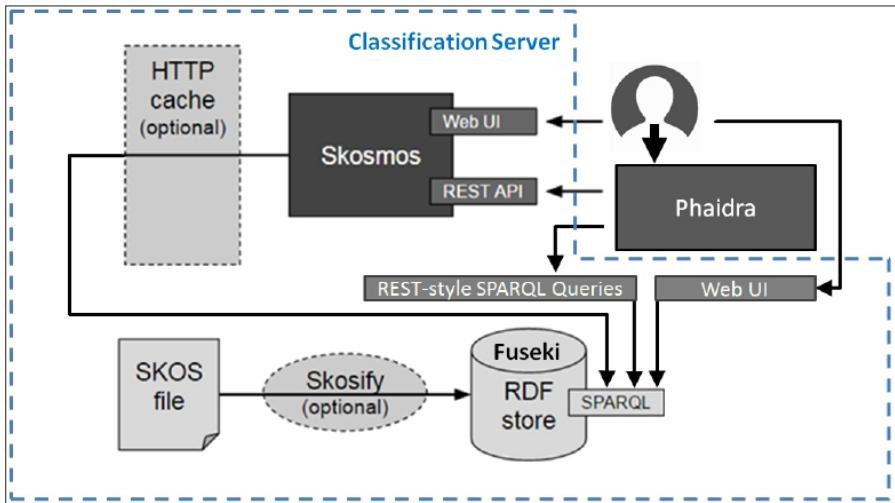 Classification Server
HTTP
cache
(optional)
Skosmos
Web UI
REST API
Phaidra
REST-style SPARQL Queries
Web UI
SKOS
file
Skosify
(optional)
Fuseki
RDF
store
SPARQL